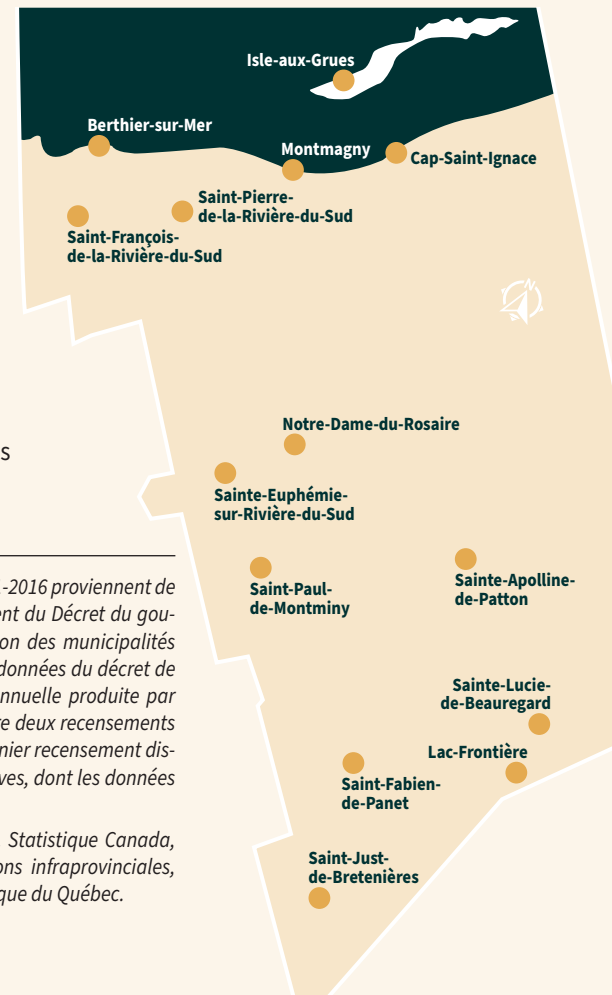 Isle-aux-Grues
Berthier-sur-Mer
Montmagny
Cap-Saint-Ignace
Saint-Pierre-
de-la-Rivière-du-Sud
Saint-François-
de-la-Rivière-du-Sud
N
Notre-Dame-du-Rosaire
s
Sainte-Euphémie-
sur-Rivière-du-Sud
Saint-Paul-
de-Montminy
Sainte-Apolline-
de-Patton
Sainte-Lucie-
de-Beauregard
Lac-Frontière
Saint-Fabien-
de-Panet
Saint-Just-
de-Bretenières
-2016 proviennent de
ent du Décret du gou-
on des municipalités
données du décret de
nnuelle produite par
re deux recensements
nier recensement dis-
ves, dont les données
Statistique Canada,
ons infraprovinciales,
que du Québec.